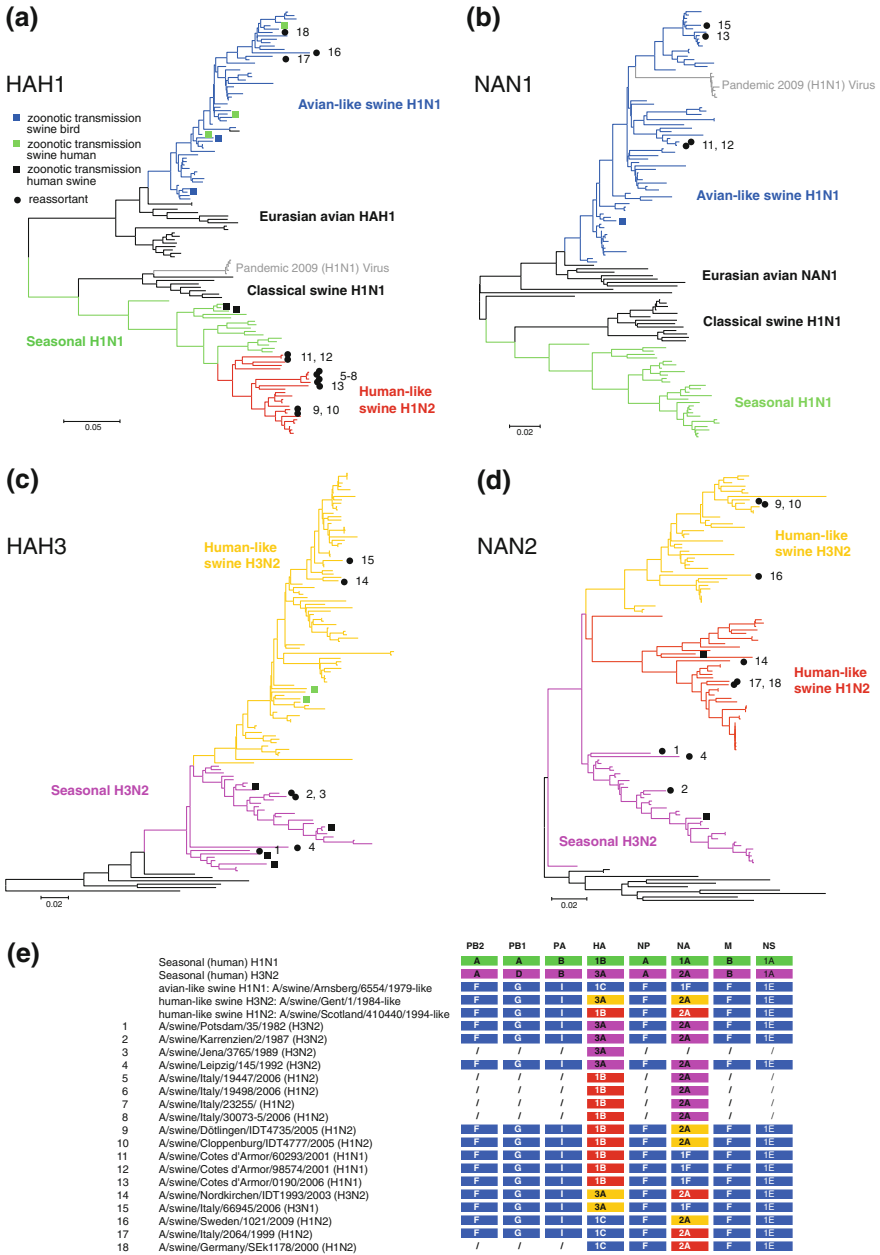 (a)
HAH1
zoonotic transmission
swine bird
zoonotic transmission
swine human
zoonotic transmission
human swine
reassortant
18
16
17
Avian-like swine H1N1
Eurasian avian HAH1
Pandemic 2009 (H1N1) Virus
Classical swine H1N1
Seasonal H1N1
11, 12
5-8
13
Human-like
swine H1N2
9, 10
0.05
(b)
NAN1
15
13
Pandemic 2009 (H1N1) Virus
11, 12
Avian-like swine H1N1
Eurasian avian NAN1
Classical swine H1N1
Seasonal H1N1
0.02
(c)
HAH3
Human-like
swine H3N2
15
14
Seasonal H3N2
2, 3
4
1
0.02
(d)
NAN2
9, 10
Human-like
swine H3N2
16
14
17, 18
Human-like
swine H1N2
1
4
2
Seasonal H3N2
0.02
(e)
PB2 PB1 PA HA NP NA M NS
Seasonal (human) H1N1 A A B 1B A 1A B 1A
Seasonal (human) H3N2 A D B 3A A 2A B 1A
avian-like swine H1N1: A/swine/Arnsberg/6554/1979-like F G I 1C F 1F F 1E
human-like swine H3N2: A/swine/Gent/1/1984-like F G I 3A F 2A F 1E
human-like swine H1N2: A/swine/Scotland/410440/1994-like F G I 1B F 2A F 1E
1 A/swine/Potsdam/35/1982 (H3N2) F G I 3A F 2A F 1E
2 A/swine/Karrenzien/2/1987 (H3N2) F G I 3A F 2A F 1E
3 A/swine/Jena/3765/1989 (H3N2) / / / 3A / / / /
4 A/swine/Leipzig/145/1992 (H3N2) F G I 3A F 2A F 1E
5 A/swine/Italy/19447/2006 (H1N2) / / / 1B / 2A / /
6 A/swine/Italy/19498/2006 (H1N2) / / / 1B / 2A / /
7 A/swine/Italy/23255/ (H1N2) / / / 1B / 2A / /
8 A/swine/Italy/30073-5/2006 (H1N2) / / / 1B / 2A / /
9 A/swine/Dötlingen/IDT4735/2005 (H1N2) F G I 1B F 2A F 1E
10 A/swine/Cloppenburg/IDT4777/2005 (H1N2) F G I 1B F 2A F 1E
11 A/swine/Cotes d'Armor/60293/2001 (H1N1) F G I 1B F 1F F 1E
12 A/swine/Cotes d'Armor/98574/2001 (H1N1) F G I 1B F 1F F 1E
13 A/swine/Cotes d'Armor/0190/2006 (H1N1) F G I 1B F 1F F 1E
14 A/swine/Nordkirchen/IDT1993/2003 (H3N2) F G I 3A F 2A F 1E
15 A/swine/Italy/66945/2006 (H3N1) F G I 3A F 1F F 1E
16 A/swine/Sweden/1021/2009 (H1N2) F G I 1C F 2A F 1E
17 A/swine/Italy/2064/1999 (H1N2) F G I 1C F 2A F 1E
18 A/swine/Germany/SEk1178/2000 (H1N2) / / / 1C / 2A / /